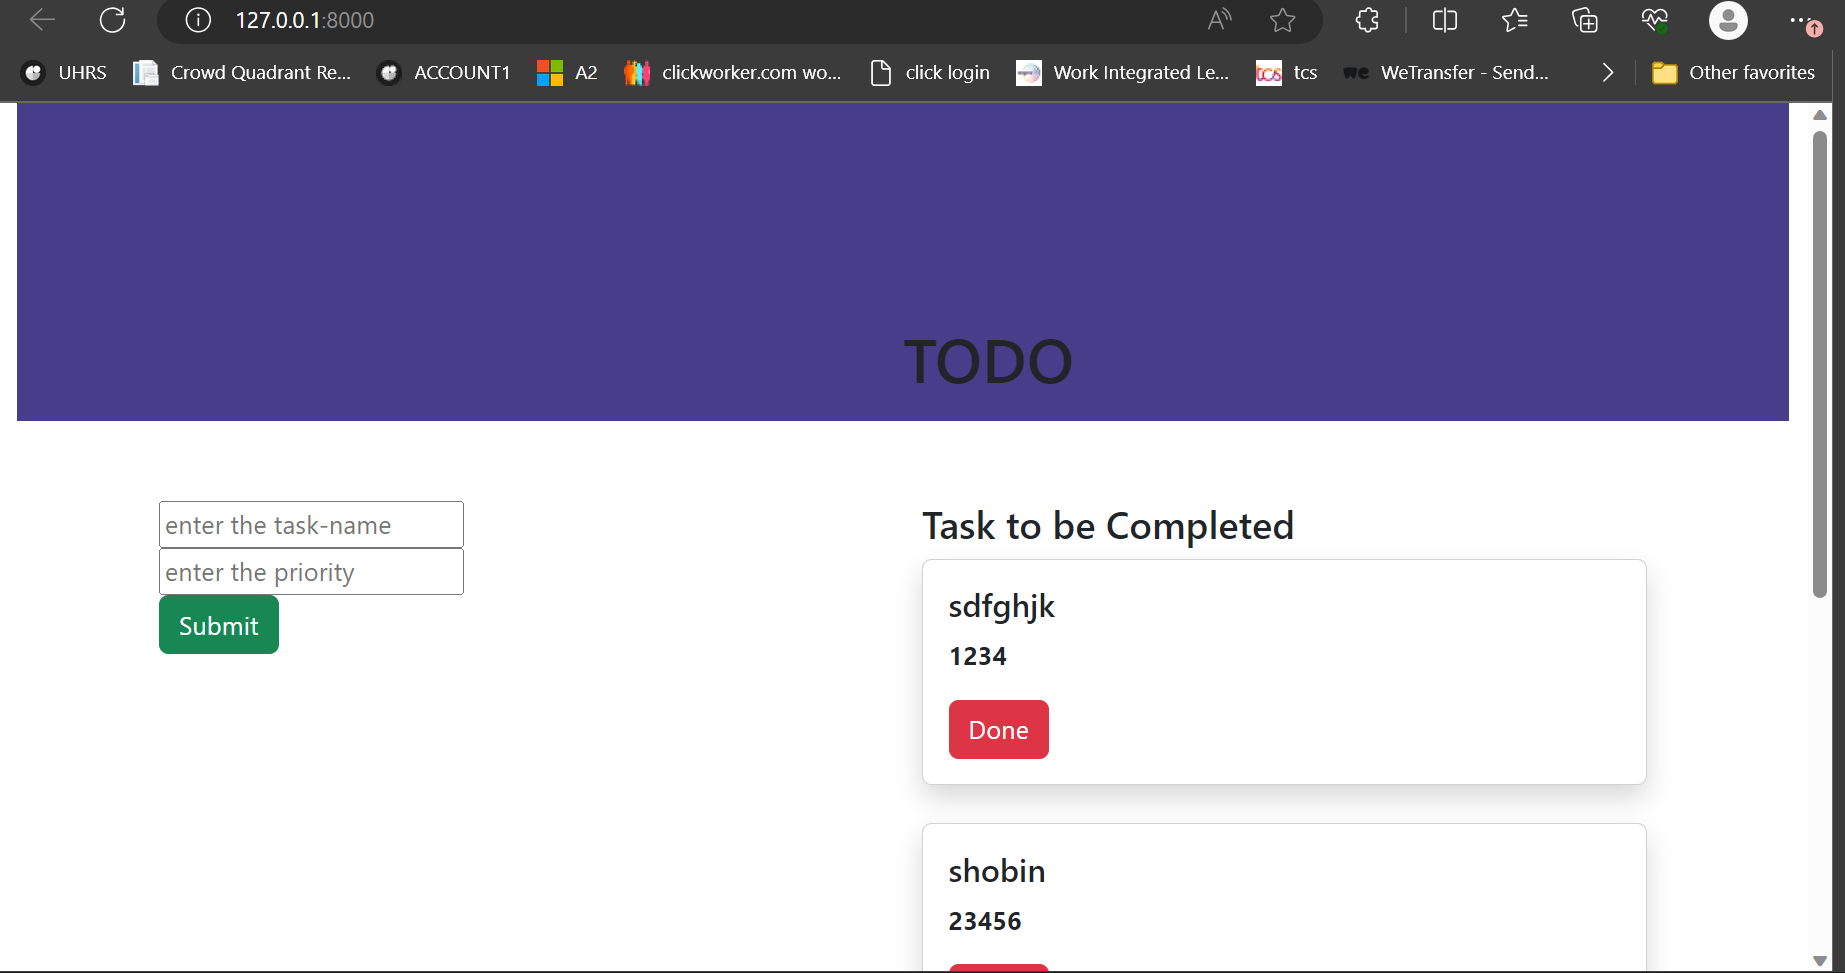 127.0.0.1:8000
UHRS Crowd Quadrant Re... ACCOUNT1 A2 clickworker.com wo... click login Work Integrated Le... tcs tcs we WeTransfer - Send... Other favorites
TODO
enter the task-name
enter the priority
Submit
Task to be Completed
sdfghjk
1234
Done
shobin
23456